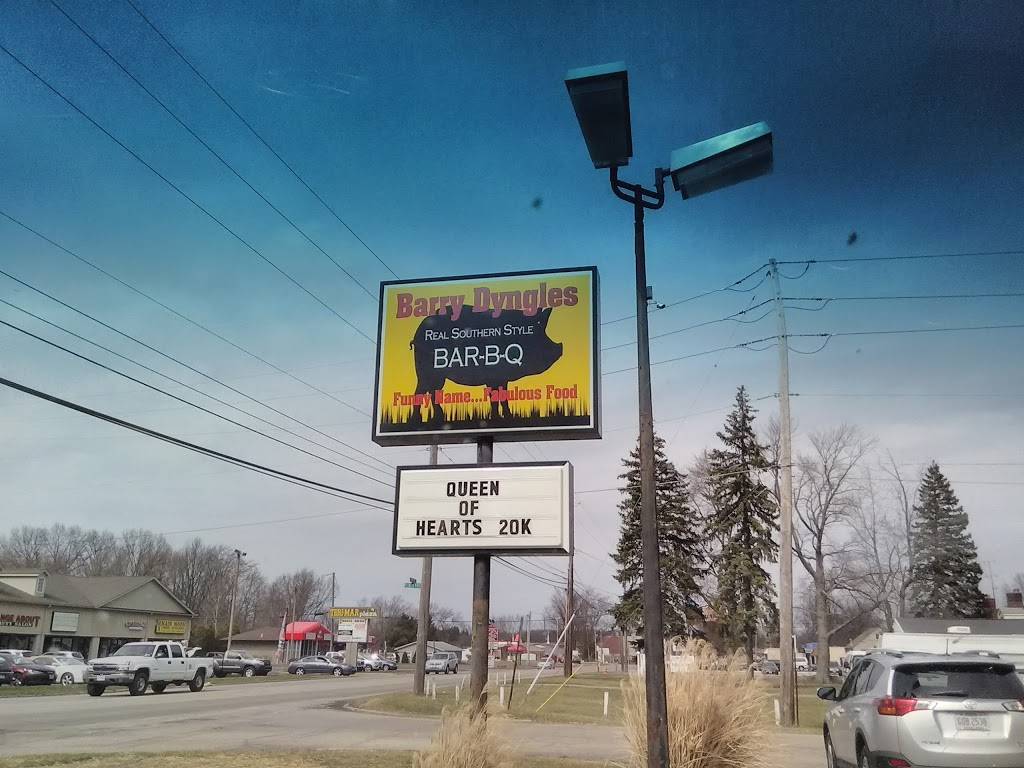 Barry Dyngles
REAL SOUTHERN STYLE
BAR-B-Q
Funny Name...Fabulous Food
QUEEN
OF
HEARTS 20K